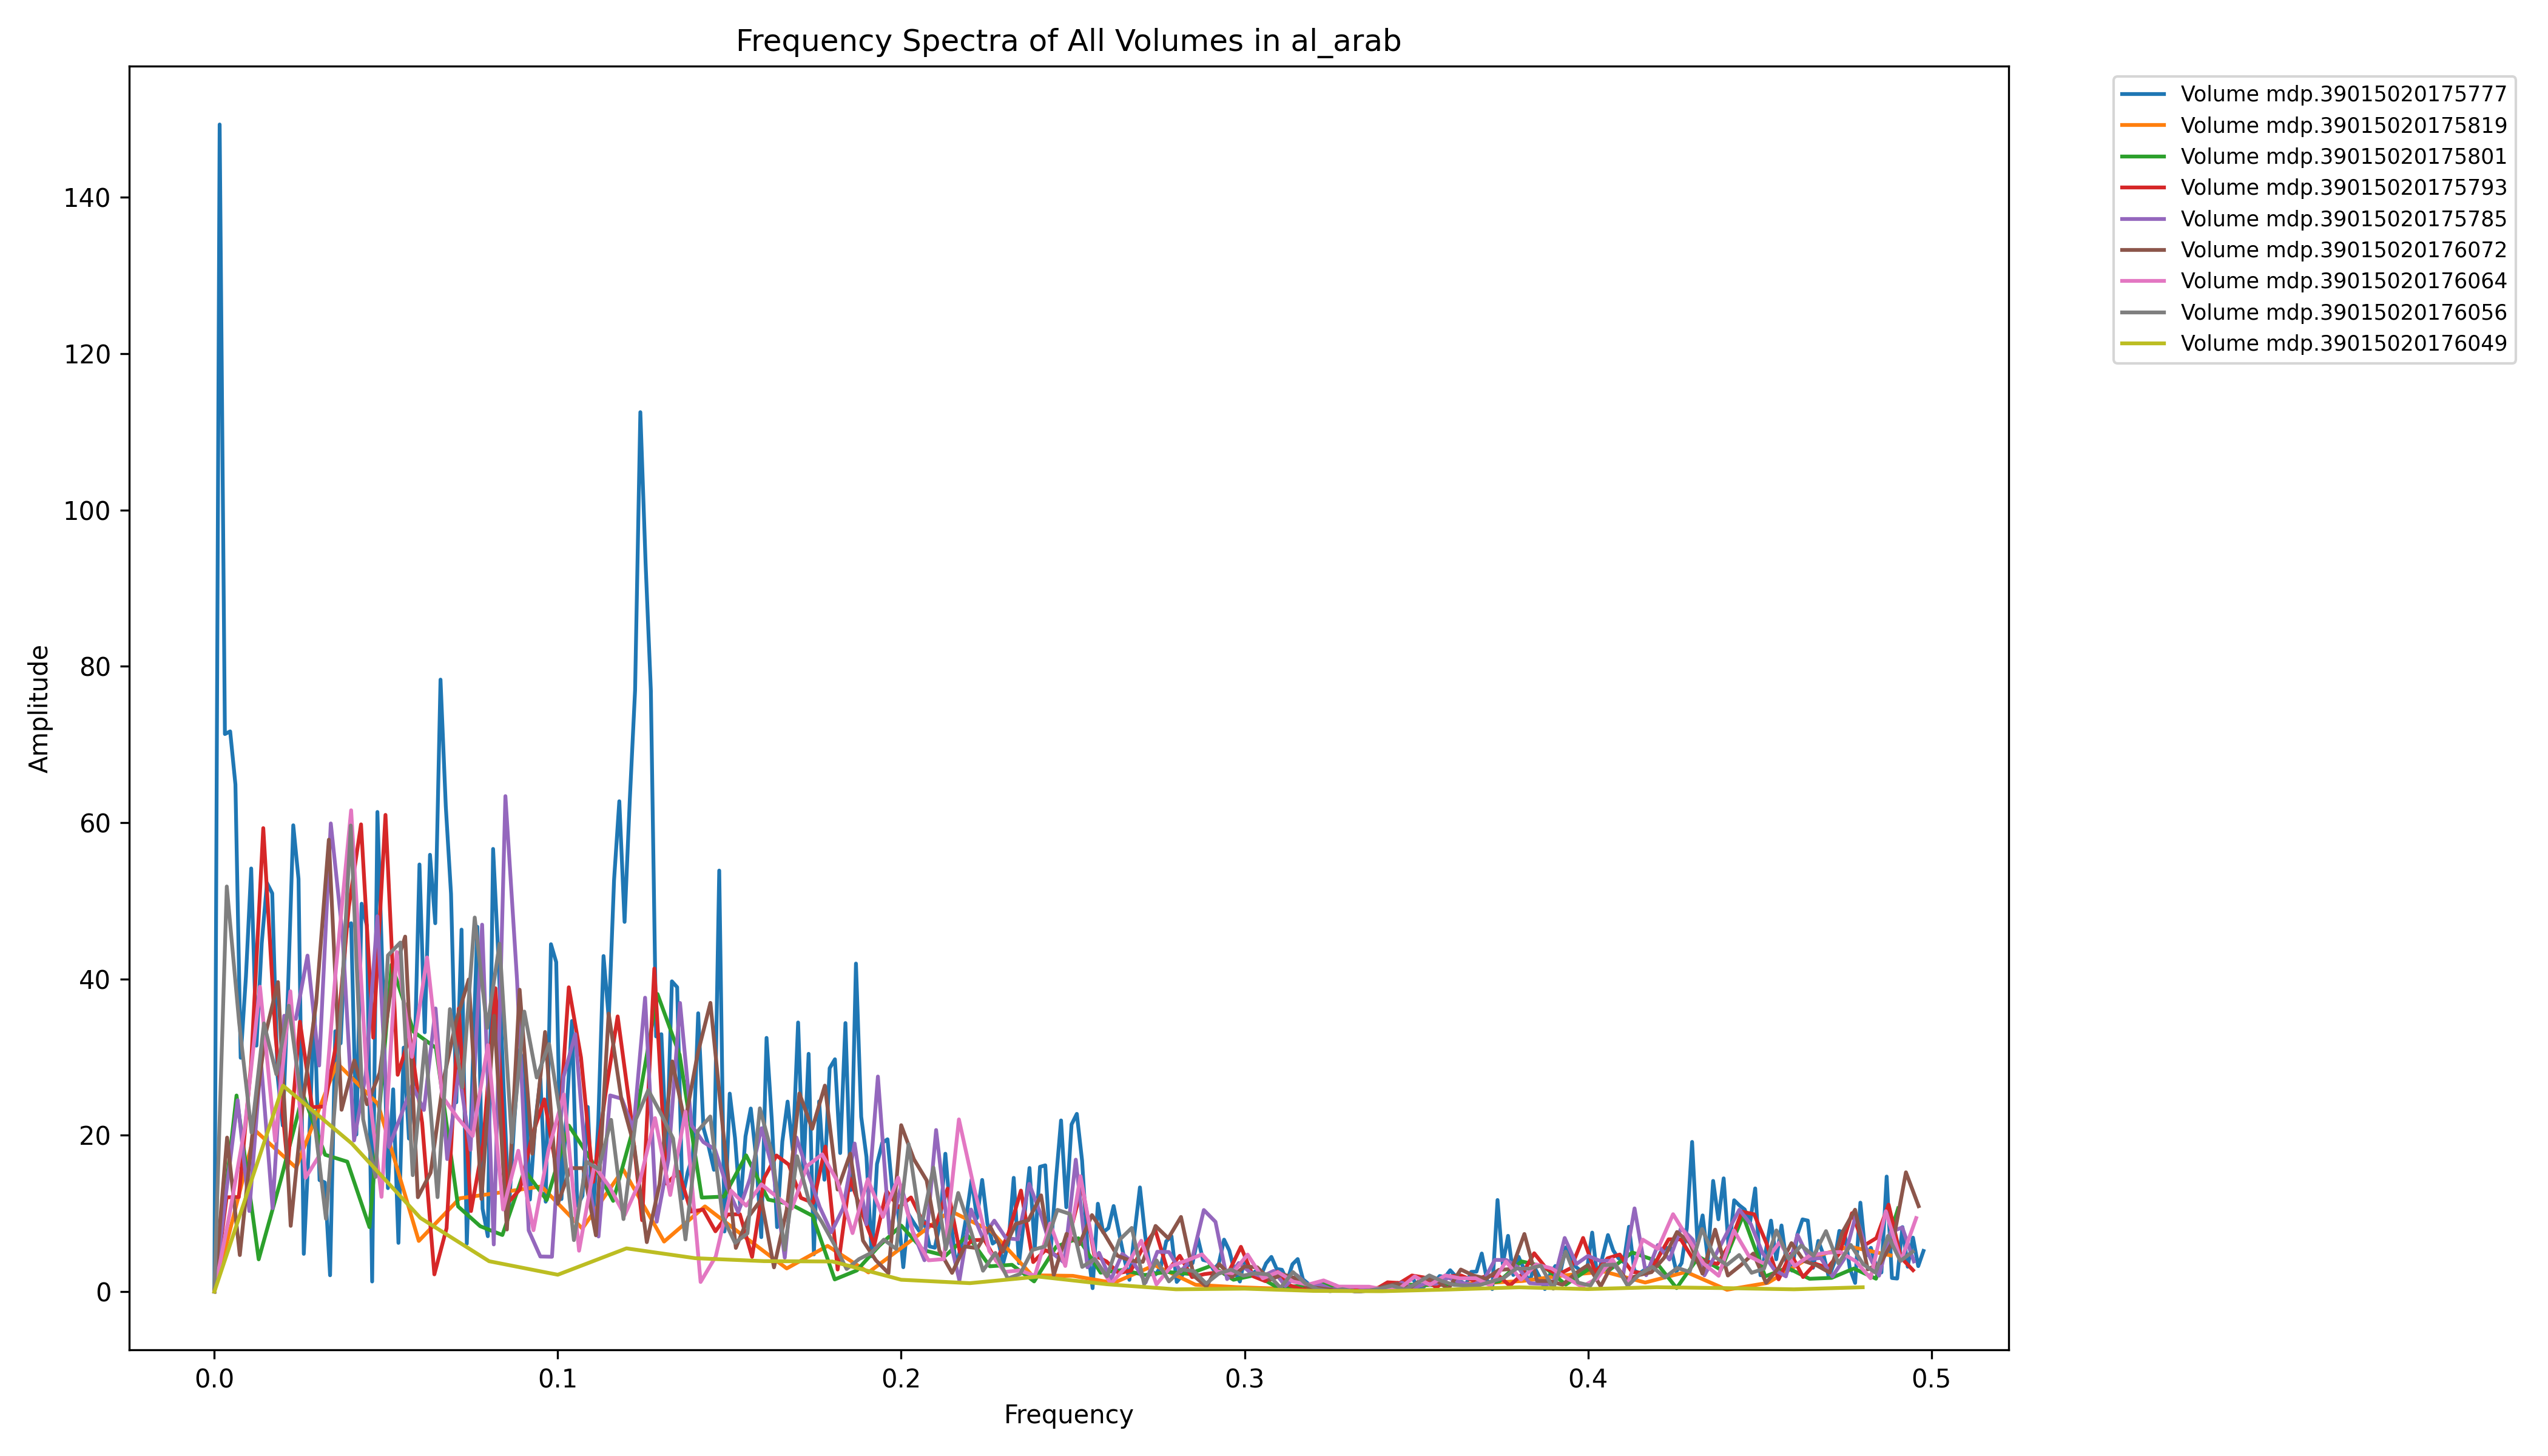 Frequency Spectra of All Volumes in al_arab
Volume mdp.39015020175777
Volume mdp.39015020175819
Volume mdp.39015020175801
Volume mdp.39015020175793
Volume mdp.39015020175785
Volume mdp.39015020176072
Volume mdp.39015020176064
Volume mdp.39015020176056
Volume mdp.39015020176049
Amplitude
140
120
100
80
60
40
20
0
0.0 0.1 0.2 0.3 0.4 0.5
Frequency